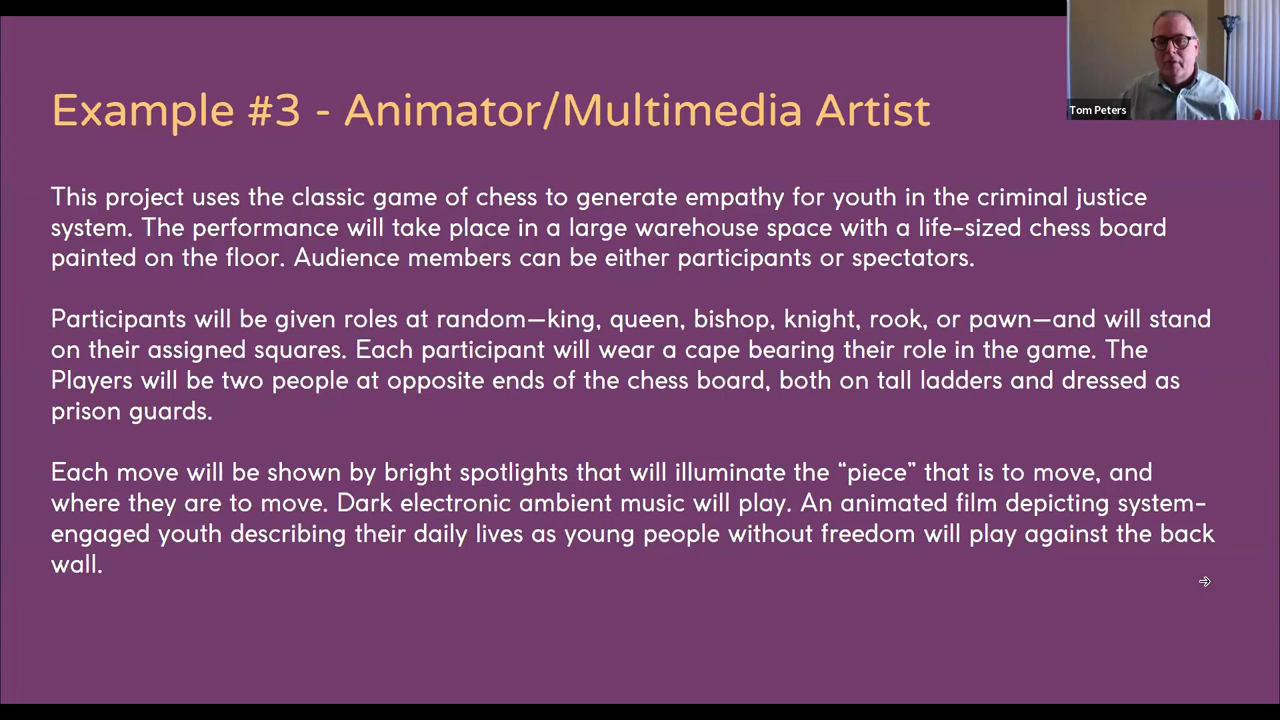 Example #3 - Animator/Multimedia Artist
Tom Peters
This project uses the classic game of chess to generate empathy for youth in the criminal justice
system. The performance will take place in a large warehouse space with a life-sized chess board
painted on the floor. Audience members can be either participants or spectators.
Participants will be given roles at random—king, queen, bishop, knight, rook, or pawn—and will stand
on their assigned squares. Each participant will wear a cape bearing their role in the game. The
Players will be two people at opposite ends of the chess board, both on tall ladders and dressed as
prison guards.
Each move will be shown by bright spotlights that will illuminate the “piece” that is to move, and
where they are to move. Dark electronic ambient music will play. An animated film depicting system-
engaged youth describing their daily lives as young people without freedom will play against the back
wall.